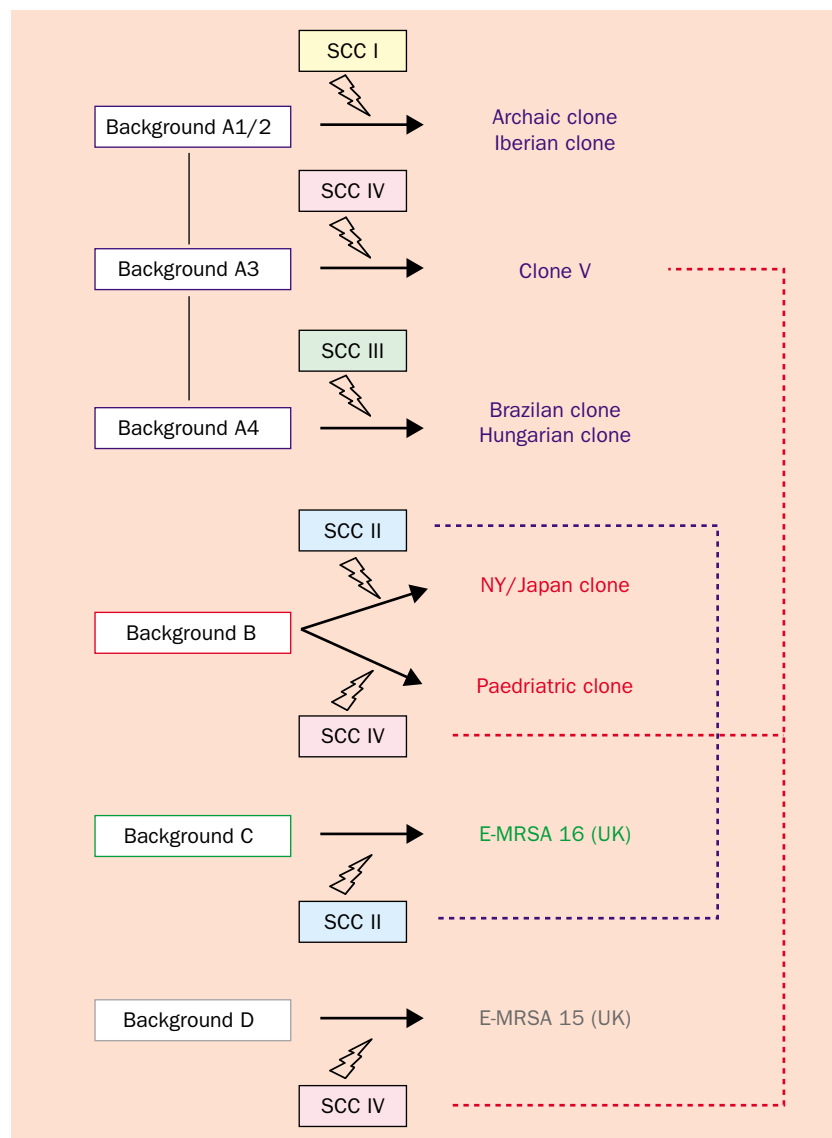 SCC I
Background A1/2
Archaic clone
Iberian clone
SCC IV
Background A3
Clone V
SCC III
Background A4
Brazilan clone
Hungarian clone
SCC II
NY/Japan clone
Background B
Paedriatric clone
SCC IV
Background C
E-MRSA 16 (UK)
SCC II
Background D
E-MRSA 15 (UK)
SCC IV